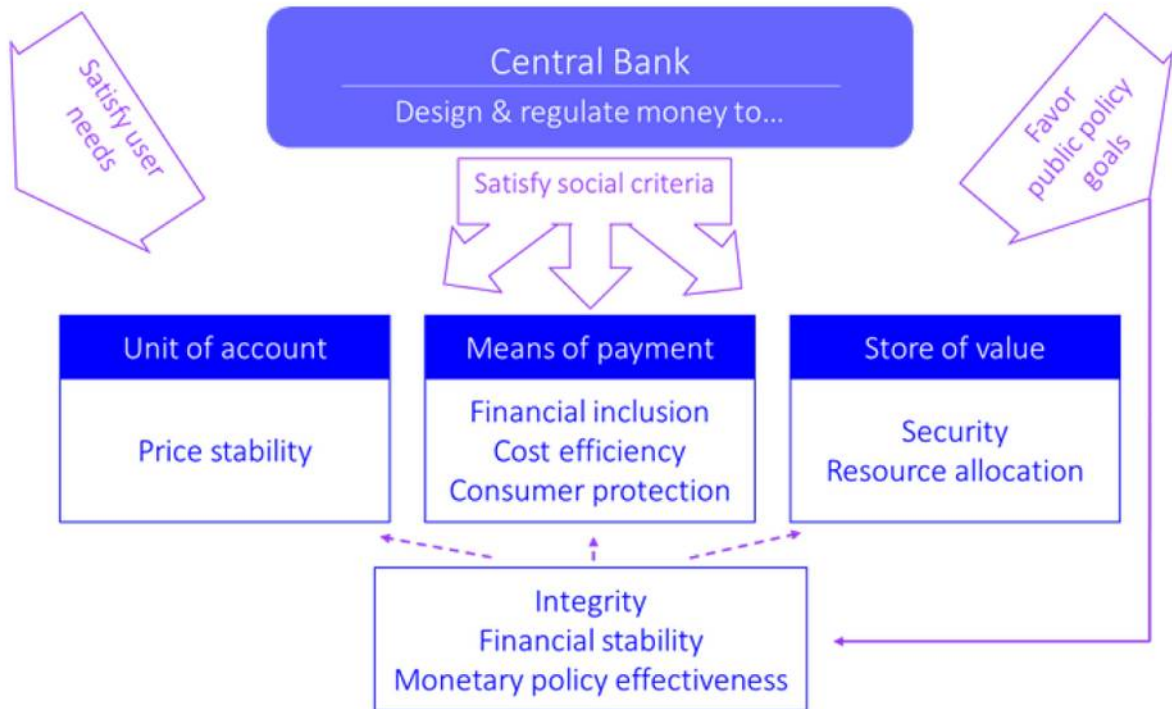 Central Bank
Design & regulate money to...
Satisfy user
needs
Favor
public policy
goals
Satisfy social criteria
Unit of account
Price stability
Means of payment
Financial inclusion
Cost efficiency
Consumer protection
Store of value
Security
Resource allocation
Integrity
Financial stability
Monetary policy effectiveness